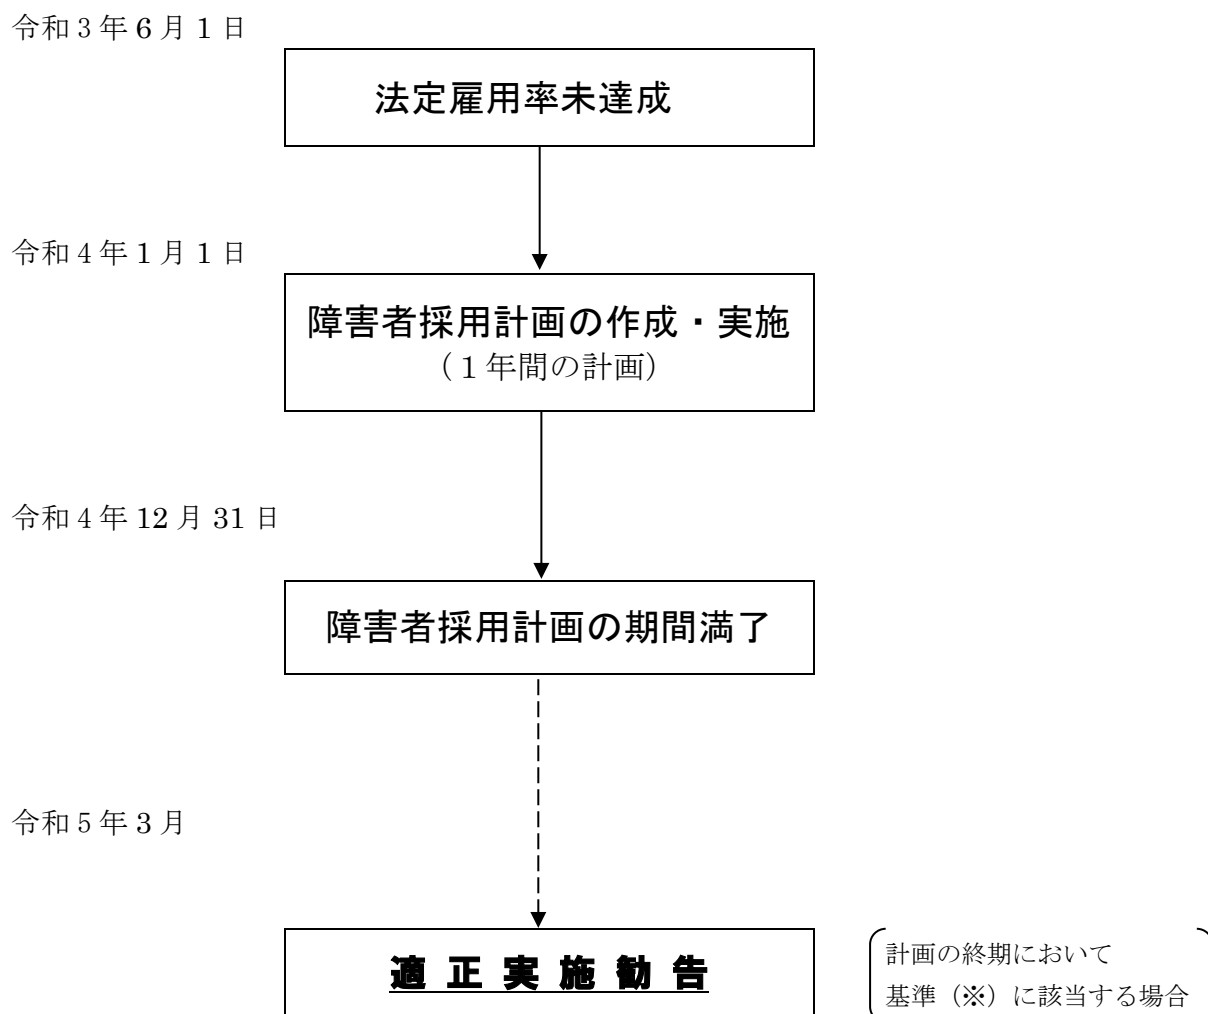 令和3年6月1日
法定雇用率未達成
令和4年1月1日
障害者採用計画の作成・実施
（１年間の計画）
令和4年12月31日
障害者採用計画の期間満了
令和5年3月
適正実施勧告
計画の終期において
基準（※）に該当する場合